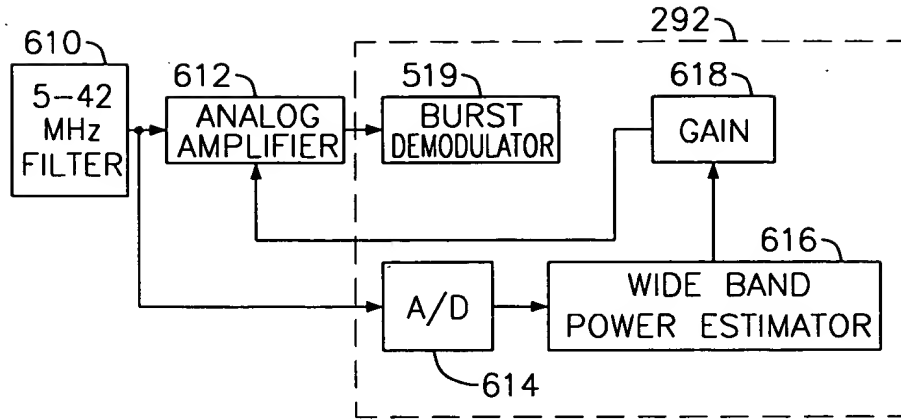 610
5-42
MHz
FILTER
612
ANALOG
AMPLIFIER
292
519
BURST
DEMODULATOR
618
GAIN
A/D
614
616
WIDE BAND
POWER ESTIMATOR